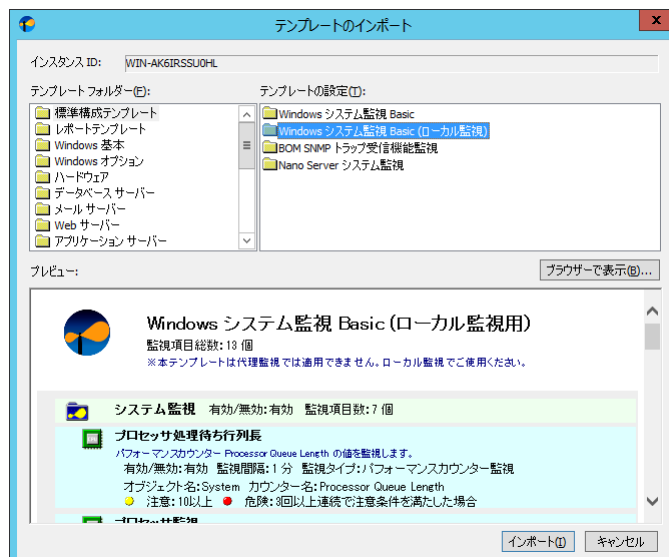 テンプレートのインポート
x
インスタンス ID: WIN-AK6IRSSU0HL
テンプレート フォルダー(F):
標準構成テンプレート
レポートテンプレート
Windows 基本
Windows オプション
ハードウェア
データベース サーバー
メール サーバー
Web サーバー
アプリケーション サーバー
テンプレートの設定(T):
Windows システム監視 Basic
Windows システム監視 Basic (ローカル監視)
BOM SNMP トラップ受信機能監視
Nano Server システム監視
プレビュー:
ブラウザーで表示(B)...
Windows システム監視 Basic (ローカル監視用)
監視項目総数: 13 個
※本テンプレートは代理監視では適用できません。ローカル監視でご使用ください。
システム監視 有効/無効: 有効 監視項目数: 7 個
プロセッサ処理待ち行列長
パフォーマンスカウンター Processor Queue Length の値を監視します。
有効/無効: 有効 監視間隔: 1 分 監視タイプ: パフォーマンスカウンター監視
オブジェクト名: System カウンター名: Processor Queue Length
注意: 10以上 危険: 3回以上連続で注意条件を満たした場合
プロセッサ監視
インポート(I)
キャンセル